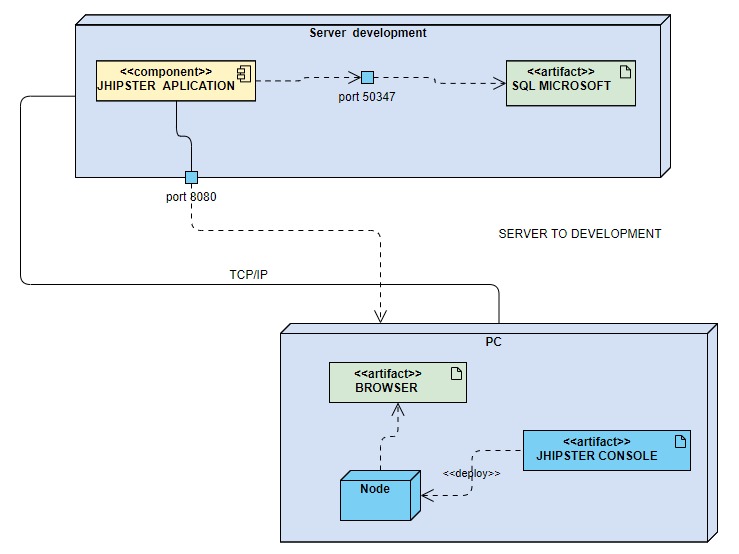 Server  development
<<component>>
JHIPSTER  APLICATION
<<artifact>>
SQL MICROSOFT
port 50347
port 8080
SERVER TO DEVELOPMENT
TCP/IP
PC
<<artifact>>
BROWSER
<<artifact>>
JHIPSTER CONSOLE
<<deploy>>
Node